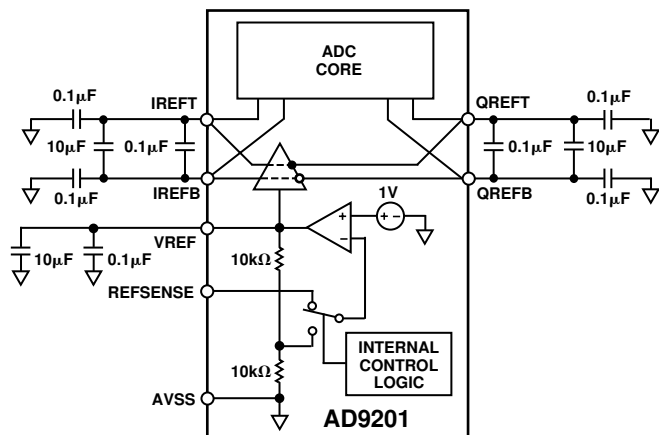 ADC
CORE
0.1µF
IREFT
QREFT
0.1µF
10µF
0.1µF
0.1µF
10µF
0.1µF
IREFB
QREFB
0.1µF
1V
+
–
+ –
VREF
10µF
0.1µF
10kΩ
REFSENSE
INTERNAL
CONTROL
LOGIC
10kΩ
AVSS
AD9201